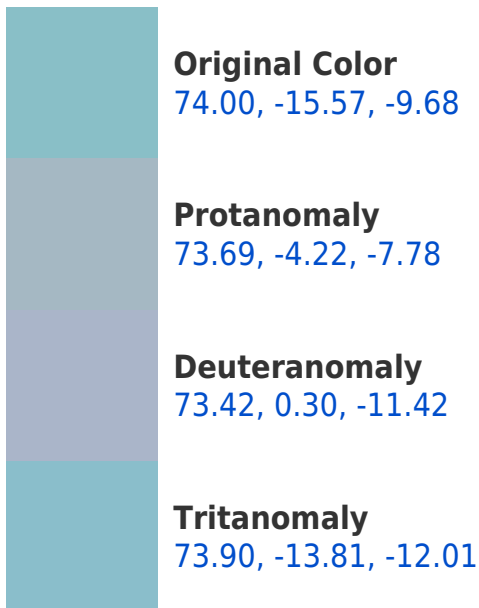 Original Color
74.00, -15.57, -9.68
Protanomaly
73.69, -4.22, -7.78
Deuteranomaly
73.42, 0.30, -11.42
Tritanomaly
73.90, -13.81, -12.01